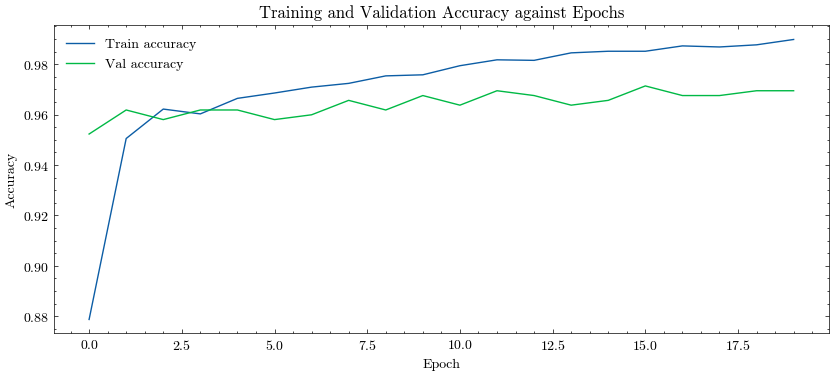 Training and Validation Accuracy against Epochs
Train accuracy
Val accuracy
0.98
0.96
0.94
0.92
0.90
0.88
Accuracy
0.0 2.5 5.0 7.5 10.0 12.5 15.0 17.5
Epoch